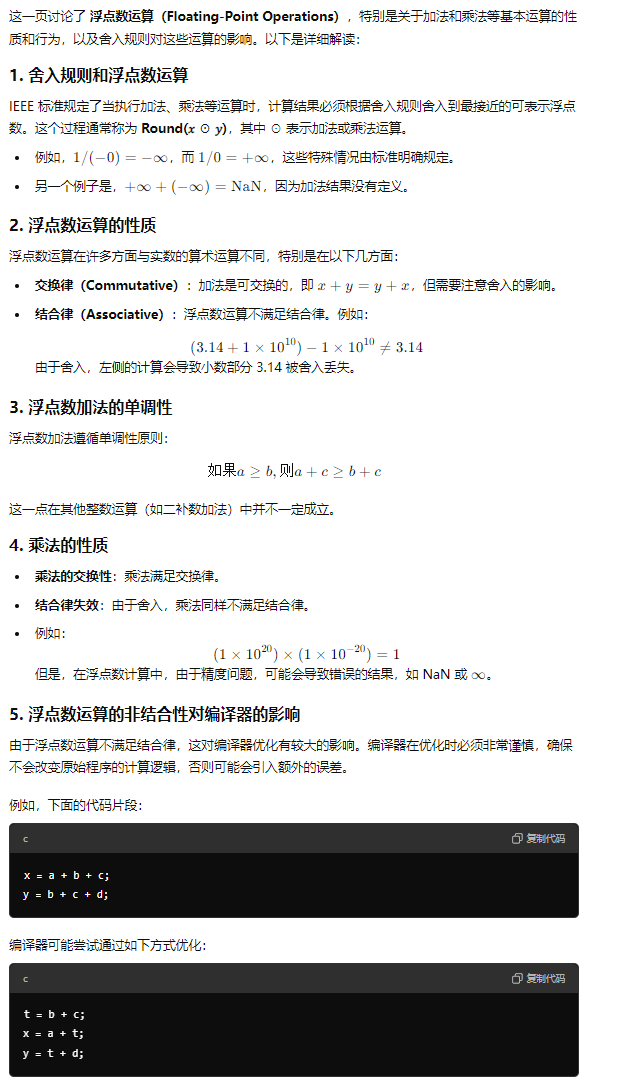 这一页讨论了 浮点数运算（Floating-Point Operations），特别是关于加法和乘法等基本运算的性
质和行为，以及舍入规则对这些运算的影响。以下是详细解读：
1. 舍入规则和浮点数运算
IEEE 标准规定了当执行加法、乘法等运算时，计算结果必须根据舍入规则舍入到最接近的可表示浮点
数。这个过程通常称为 Round(x ⊙ y)，其中 ⊙ 表示加法或乘法运算。
• 例如，1/(−0) = −∞，而 1/0 = +∞，这些特殊情况由标准明确规定。
• 另一个例子是，+∞ + (−∞) = NaN，因为加法结果没有定义。
2. 浮点数运算的性质
浮点数运算在许多方面与实数的算术运算不同，特别是在以下几方面：
• 交换律（Commutative）：加法是可交换的，即 x + y = y + x，但需要注意舍入的影响。
• 结合律（Associative）：浮点数运算不满足结合律。例如：
(3.14 + 1 × 10^10) − 1 × 10^10 ≠ 3.14
由于舍入，左侧的计算会导致小数部分 3.14 被舍入丢失。
3. 浮点数加法的单调性
浮点数加法遵循单调性原则：
如果a ≥ b, 则a + c ≥ b + c
这一点在其他整数运算（如二补数加法）中并不一定成立。
4. 乘法的性质
• 乘法的交换性：乘法满足交换律。
• 结合律失效：由于舍入，乘法同样不满足结合律。
• 例如：
(1 × 10^20) × (1 × 10^−20) = 1
但是，在浮点数计算中，由于精度问题，可能会导致错误的结果，如 NaN 或 ∞。
5. 浮点数运算的非结合性对编译器的影响
由于浮点数运算不满足结合律，这对编译器优化有较大的影响。编译器在优化时必须非常谨慎，确保
不会改变原始程序的计算逻辑，否则可能会引入额外的误差。
例如，下面的代码片段：
c 复制代码
x = a + b + c;
y = b + c + d;
编译器可能尝试通过如下方式优化：
c 复制代码
t = b + c;
x = a + t;
y = t + d;